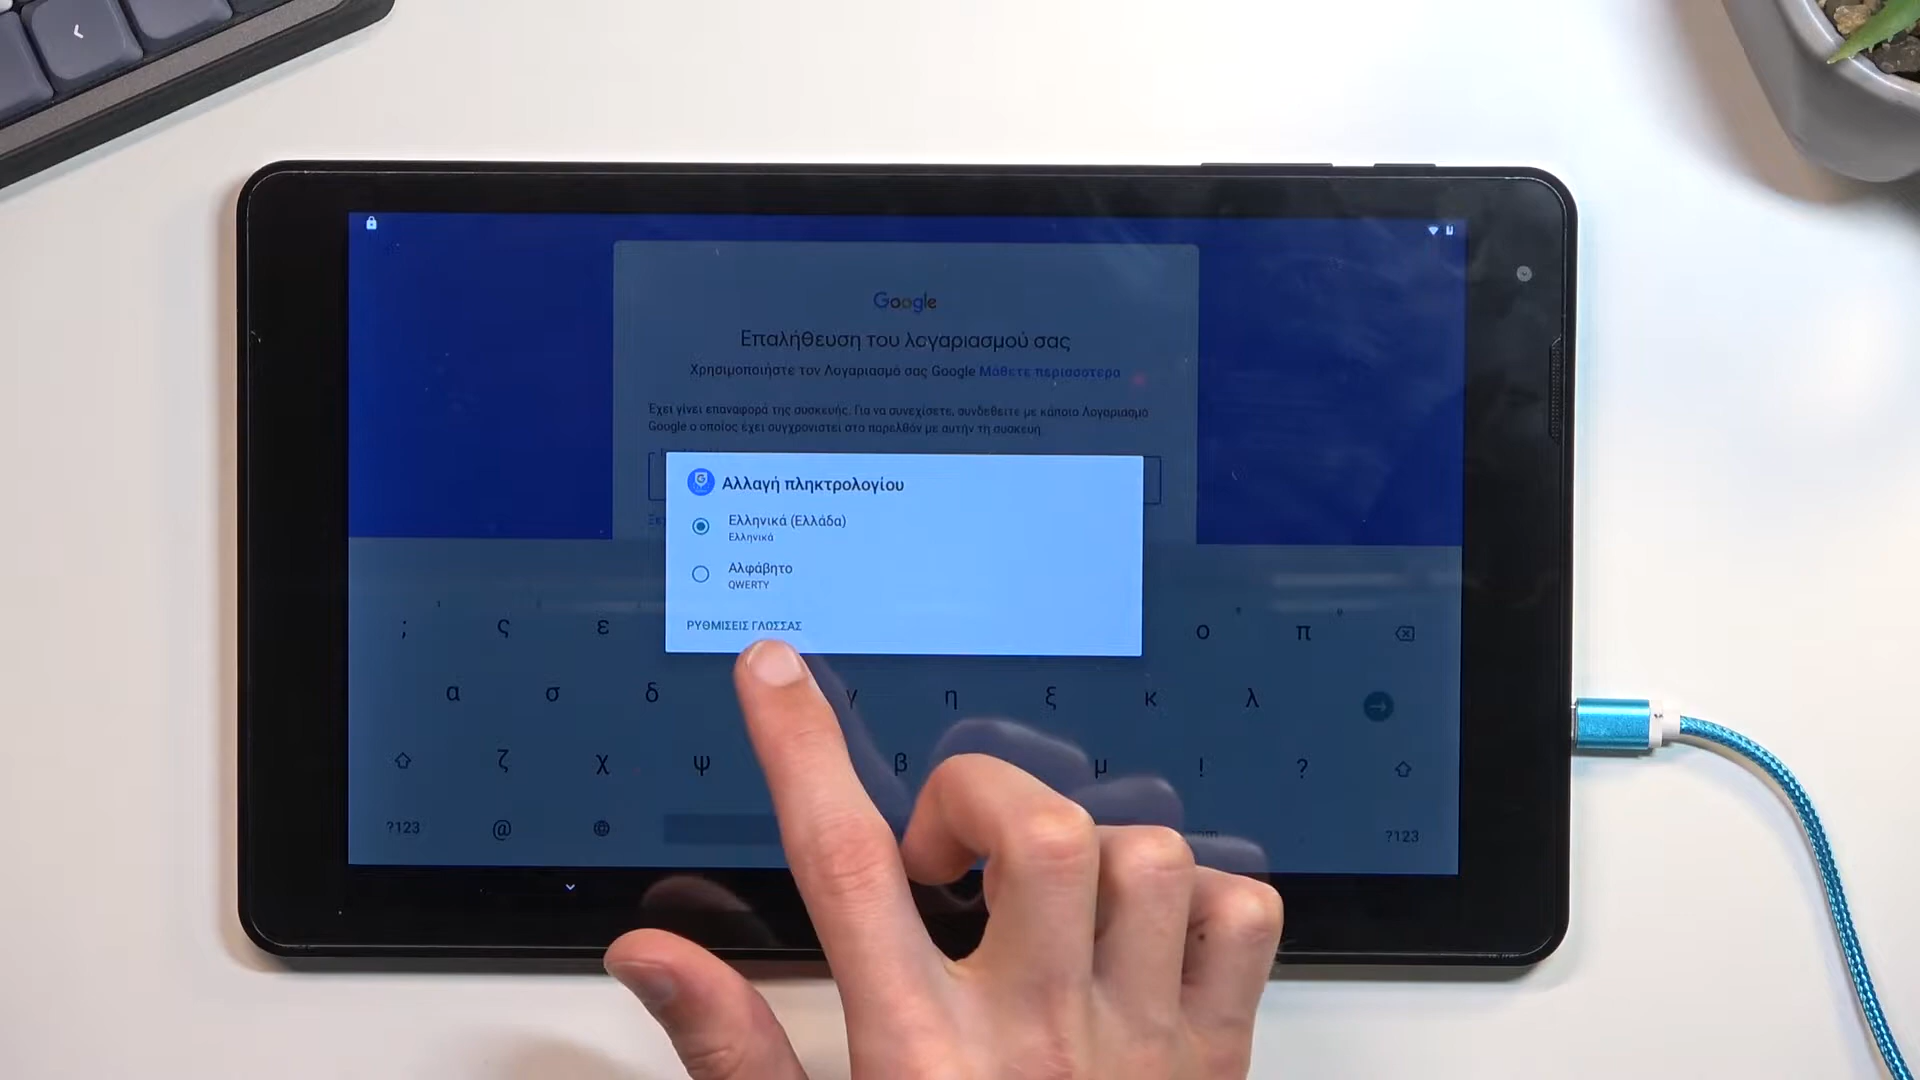 Google
Επαλήθευση του λογαριασμού σας
Χρησιμοποιήστε τον Λογαριασμό σας Google Μάθετε περισσότερα
Έχει γίνει επαναφορά της συσκευής. Για να συνεχίσετε, συνδεθείτε με κάποιο Λογαριασμό
Google ο οποίος έχει συγχρονιστεί στο παρελθόν με αυτήν τη συσκευή.
Αλλαγή πληκτρολογίου
Ελληνικά (Ελλάδα)
Ελληνικά
Αλφάβητο
QWERTY
ΡΥΘΜΙΣΕΙΣ ΓΛΩΣΣΑΣ
; ς ε ο π
α σ δ γ η ξ κ λ
ζ χ ψ β μ ! ?
?123 @ ?123